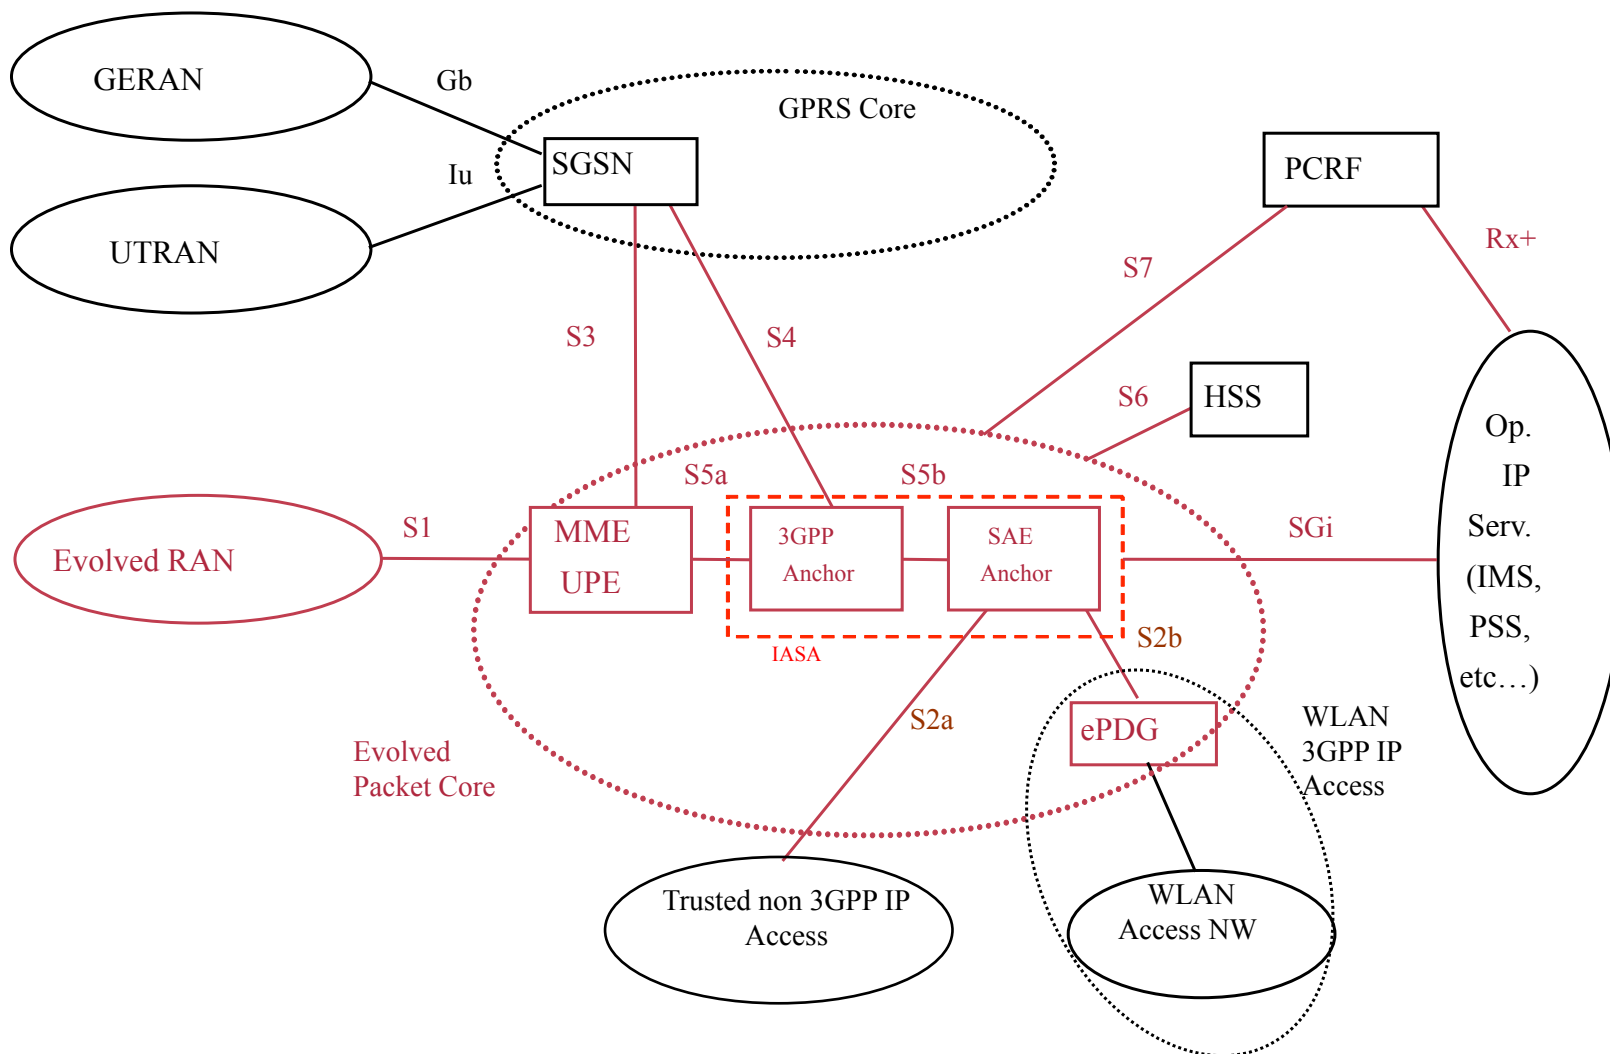 GERAN
Gb
GPRS Core
SGSN
PCRF
Iu
UTRAN
Rx+
S7
S3
S4
S6
HSS
Op.
IP
Serv.
(IMS,
PSS,
etc…)
S5a
S5b
S1
MME
UPE
3GPP
Anchor
SAE
Anchor
SGi
Evolved RAN
IASA
S2b
S2a
ePDG
WLAN
3GPP IP
Access
Evolved
Packet Core
Trusted non 3GPP IP
Access
WLAN
Access NW